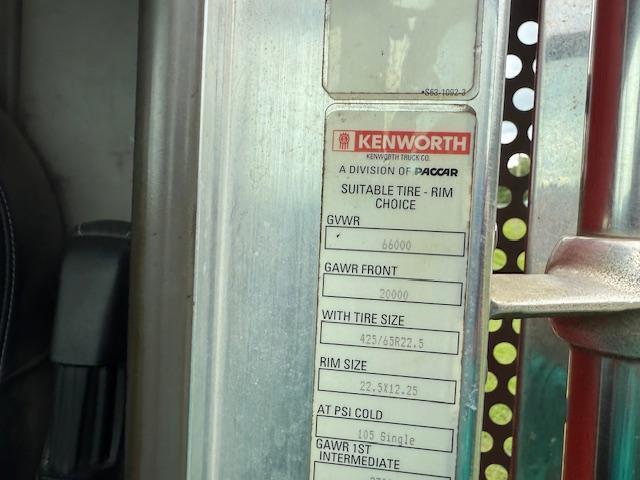 *S63-1092-3
KENWORTH
KENWORTH TRUCK CO.
A DIVISION OF PACCAR
SUITABLE TIRE - RIM
CHOICE
GVWR
66000
GAWR FRONT
20000
WITH TIRE SIZE
425/65R22.5
RIM SIZE
22.5X12.25
AT PSI COLD
105 Single
GAWR 1ST
INTERMEDIATE